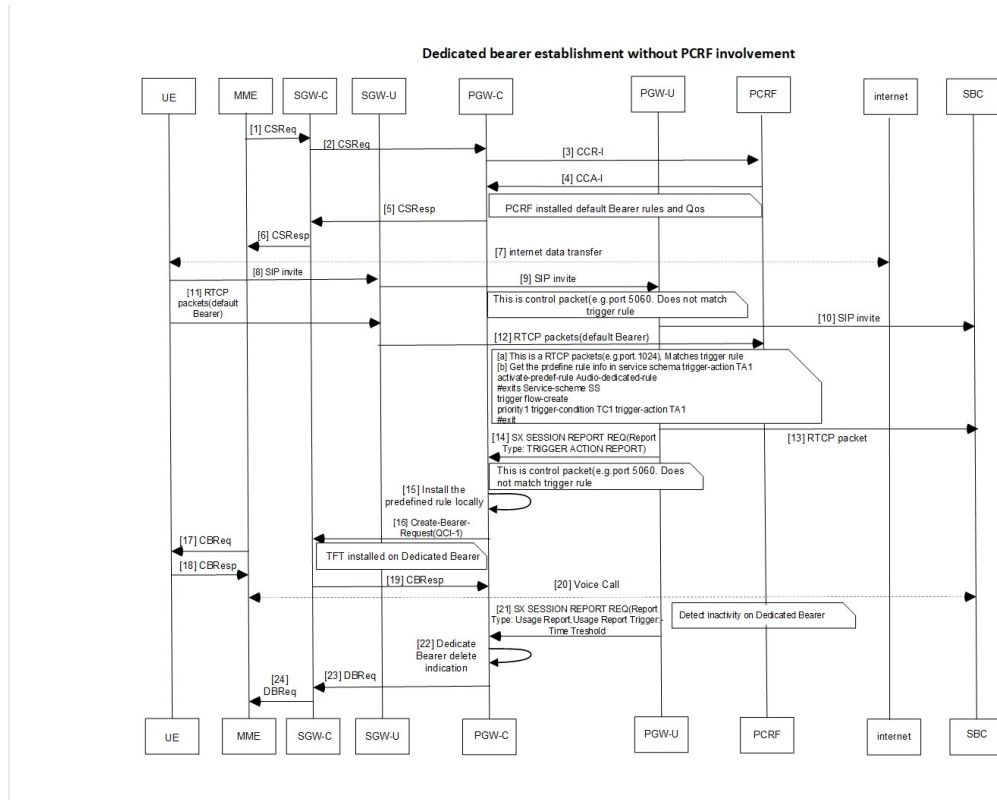 Dedicated bearer establishment without PCRF involvement
UE
MME
SGW-C
SGW-U
PGW-C
PGW-U
PCRF
internet
SBC
[1] CSReq
[2] CSReq
[3] CCR-I
[4] CCA-I
[5] CSResp
PCRF installed default Bearer rules and Qos
[6] CSResp
[7] internet data transfer
[8] SIP invite
[9] SIP invite
[11] RTCP
packets(default
Bearer)
This is control packet(e.g.port 5060. Does not match
trigger rule
[10] SIP invite
[12] RTCP packets(default Bearer)
[a] This is a RTCP packets(e.g.port.1024), Matches trigger rule
[b] Get the prdefine rule info in service schema trigger-action TA1
activate-predef-rule Audio-dedicated-rule
#exits Service-scheme SS
trigger flow-create
priority1 trigger-condition TC1 trigger-action TA1
#exit
[13] RTCP packet
[14] SX SESSION REPORT REQ(Report
Type: TRIGGER ACTION REPORT)
This is control packet(e.g.port 5060. Does
not match trigger rule
[15] Install the
predefined rule locally
[16] Create-Bearer-
Request(QCI-1)
[17] CBReq
TFT installed on Dedicated Bearer
[18] CBResp
[19] CBResp
[20] Voice Call
[21] SX SESSION REPORT REQ(Report
Type: Usage Report,Usage Report Trigger:-
Time Treshold
Detect inactivity on Dedicated Bearer
[22] Dedicate
Bearer delete
indication
[23] DBReq
[24]
DBReq
UE
MME
SGW-C
SGW-U
PGW-C
PGW-U
PCRF
internet
SBC